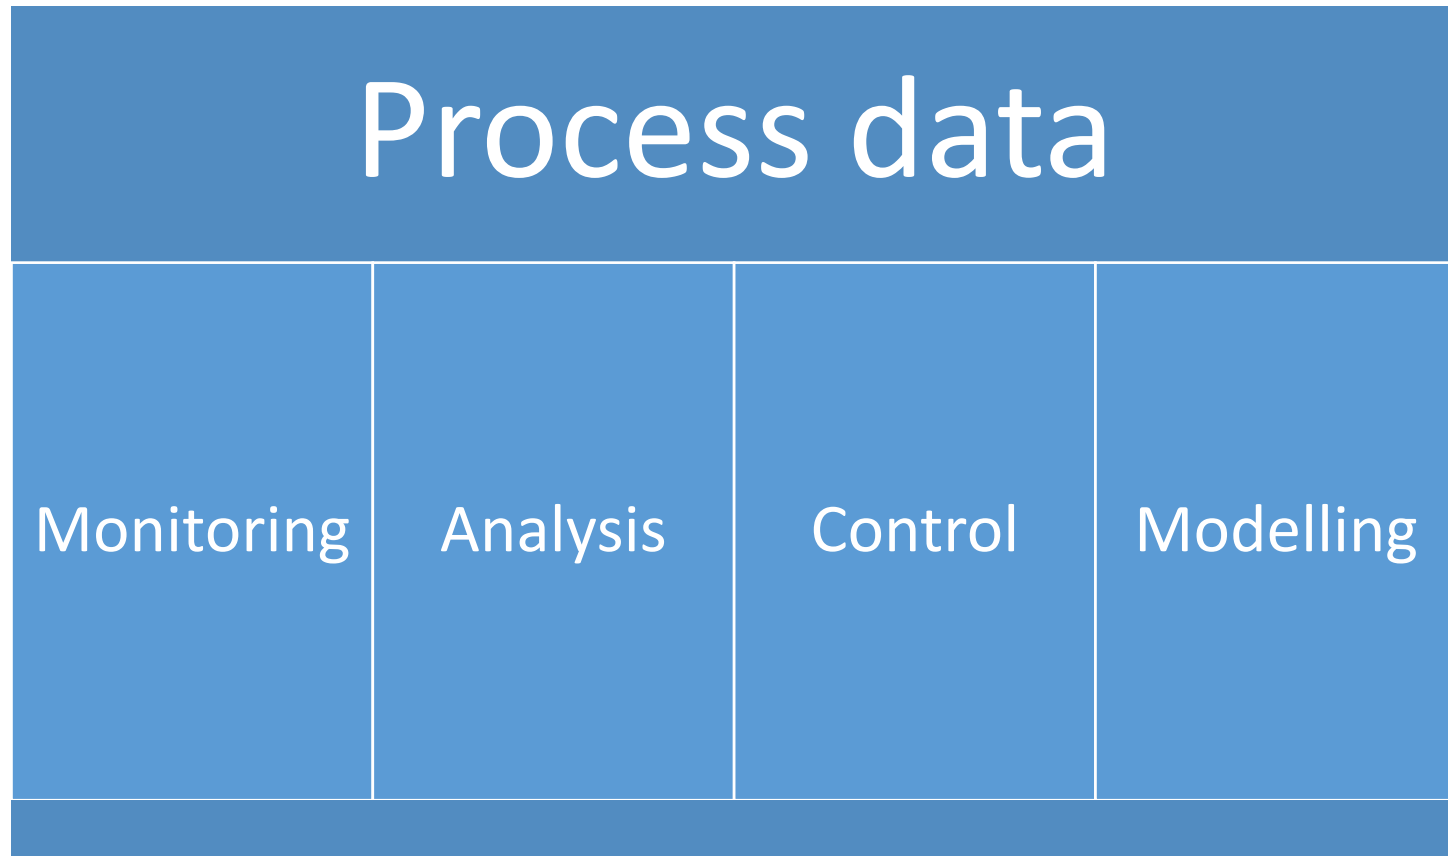 Process data
Monitoring
Analysis
Control
Modelling